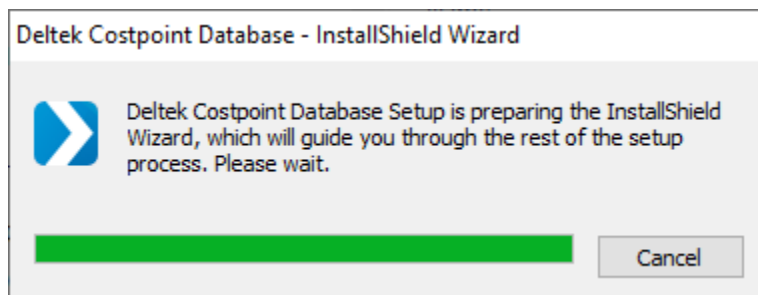 Deltek Costpoint Database - InstallShield Wizard
Deltek Costpoint Database Setup is preparing the InstallShield
Wizard, which will guide you through the rest of the setup
process. Please wait.
Cancel